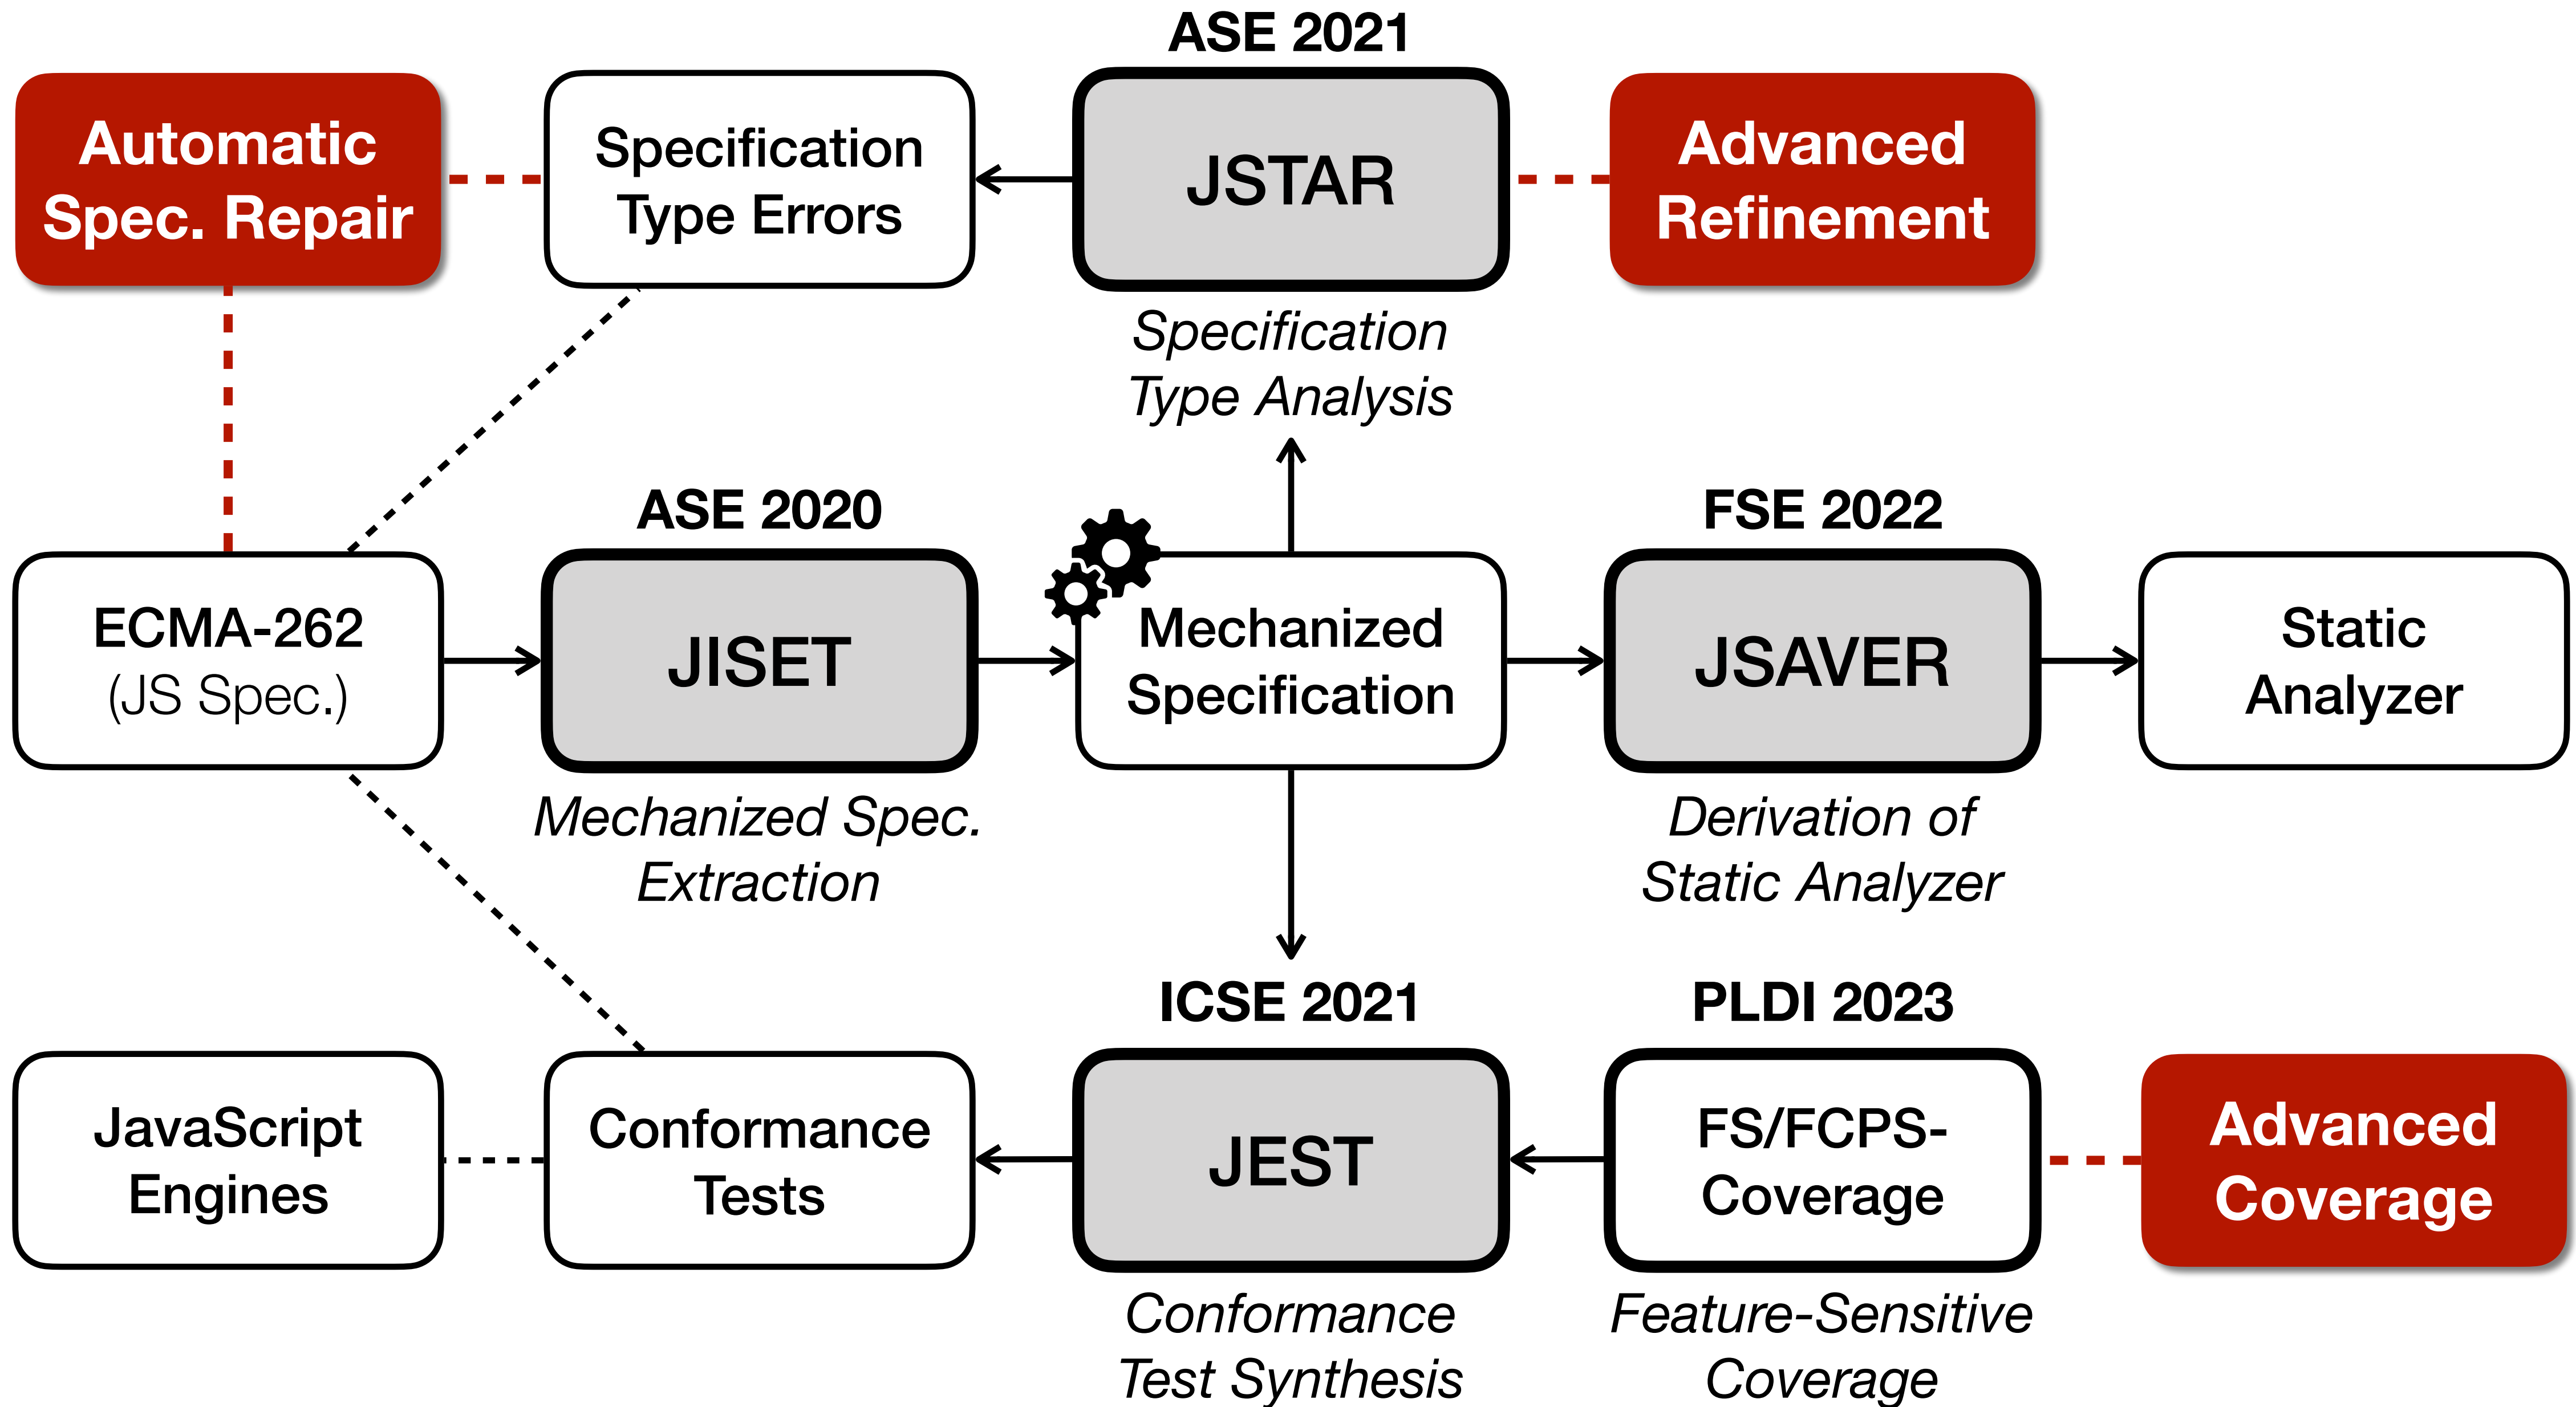 ASE 2021
Automatic
Spec. Repair
Specification
Type Errors
JSTAR
Advanced
Refinement
Specification
Type Analysis
ASE 2020
FSE 2022
ECMA-262
(JS Spec.)
JISET
Mechanized
Specification
JSAVER
Static
Analyzer
Mechanized Spec.
Extraction
Derivation of
Static Analyzer
ICSE 2021
PLDI 2023
JavaScript
Engines
Conformance
Tests
JEST
FS/FCPS-
Coverage
Advanced
Coverage
Conformance
Test Synthesis
Feature-Sensitive
Coverage